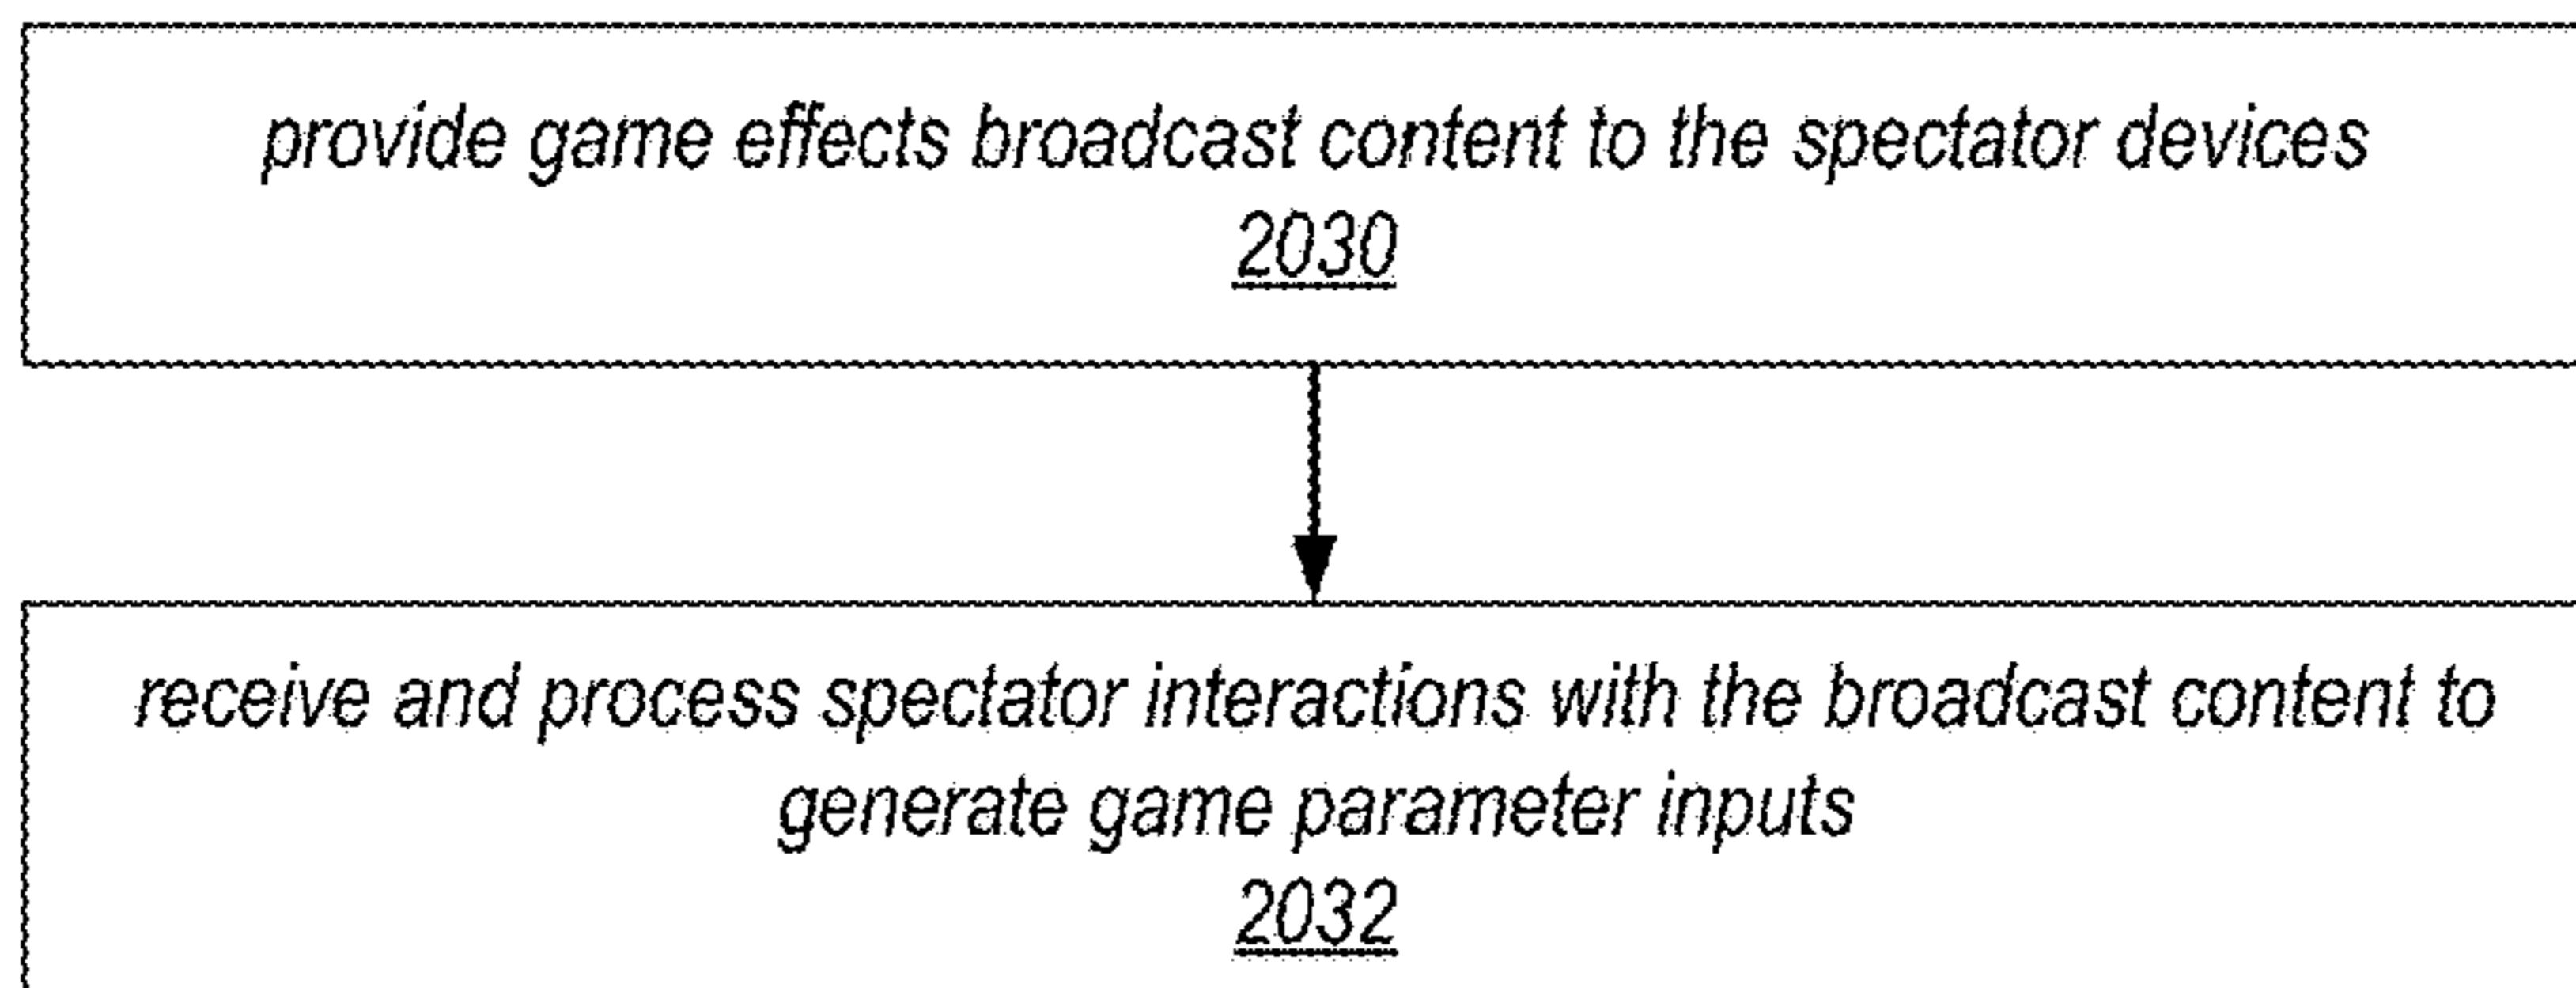 provide game effects broadcast content to the spectator devices
2030
receive and process spectator interactions with the broadcast content to
generate game parameter inputs
2032